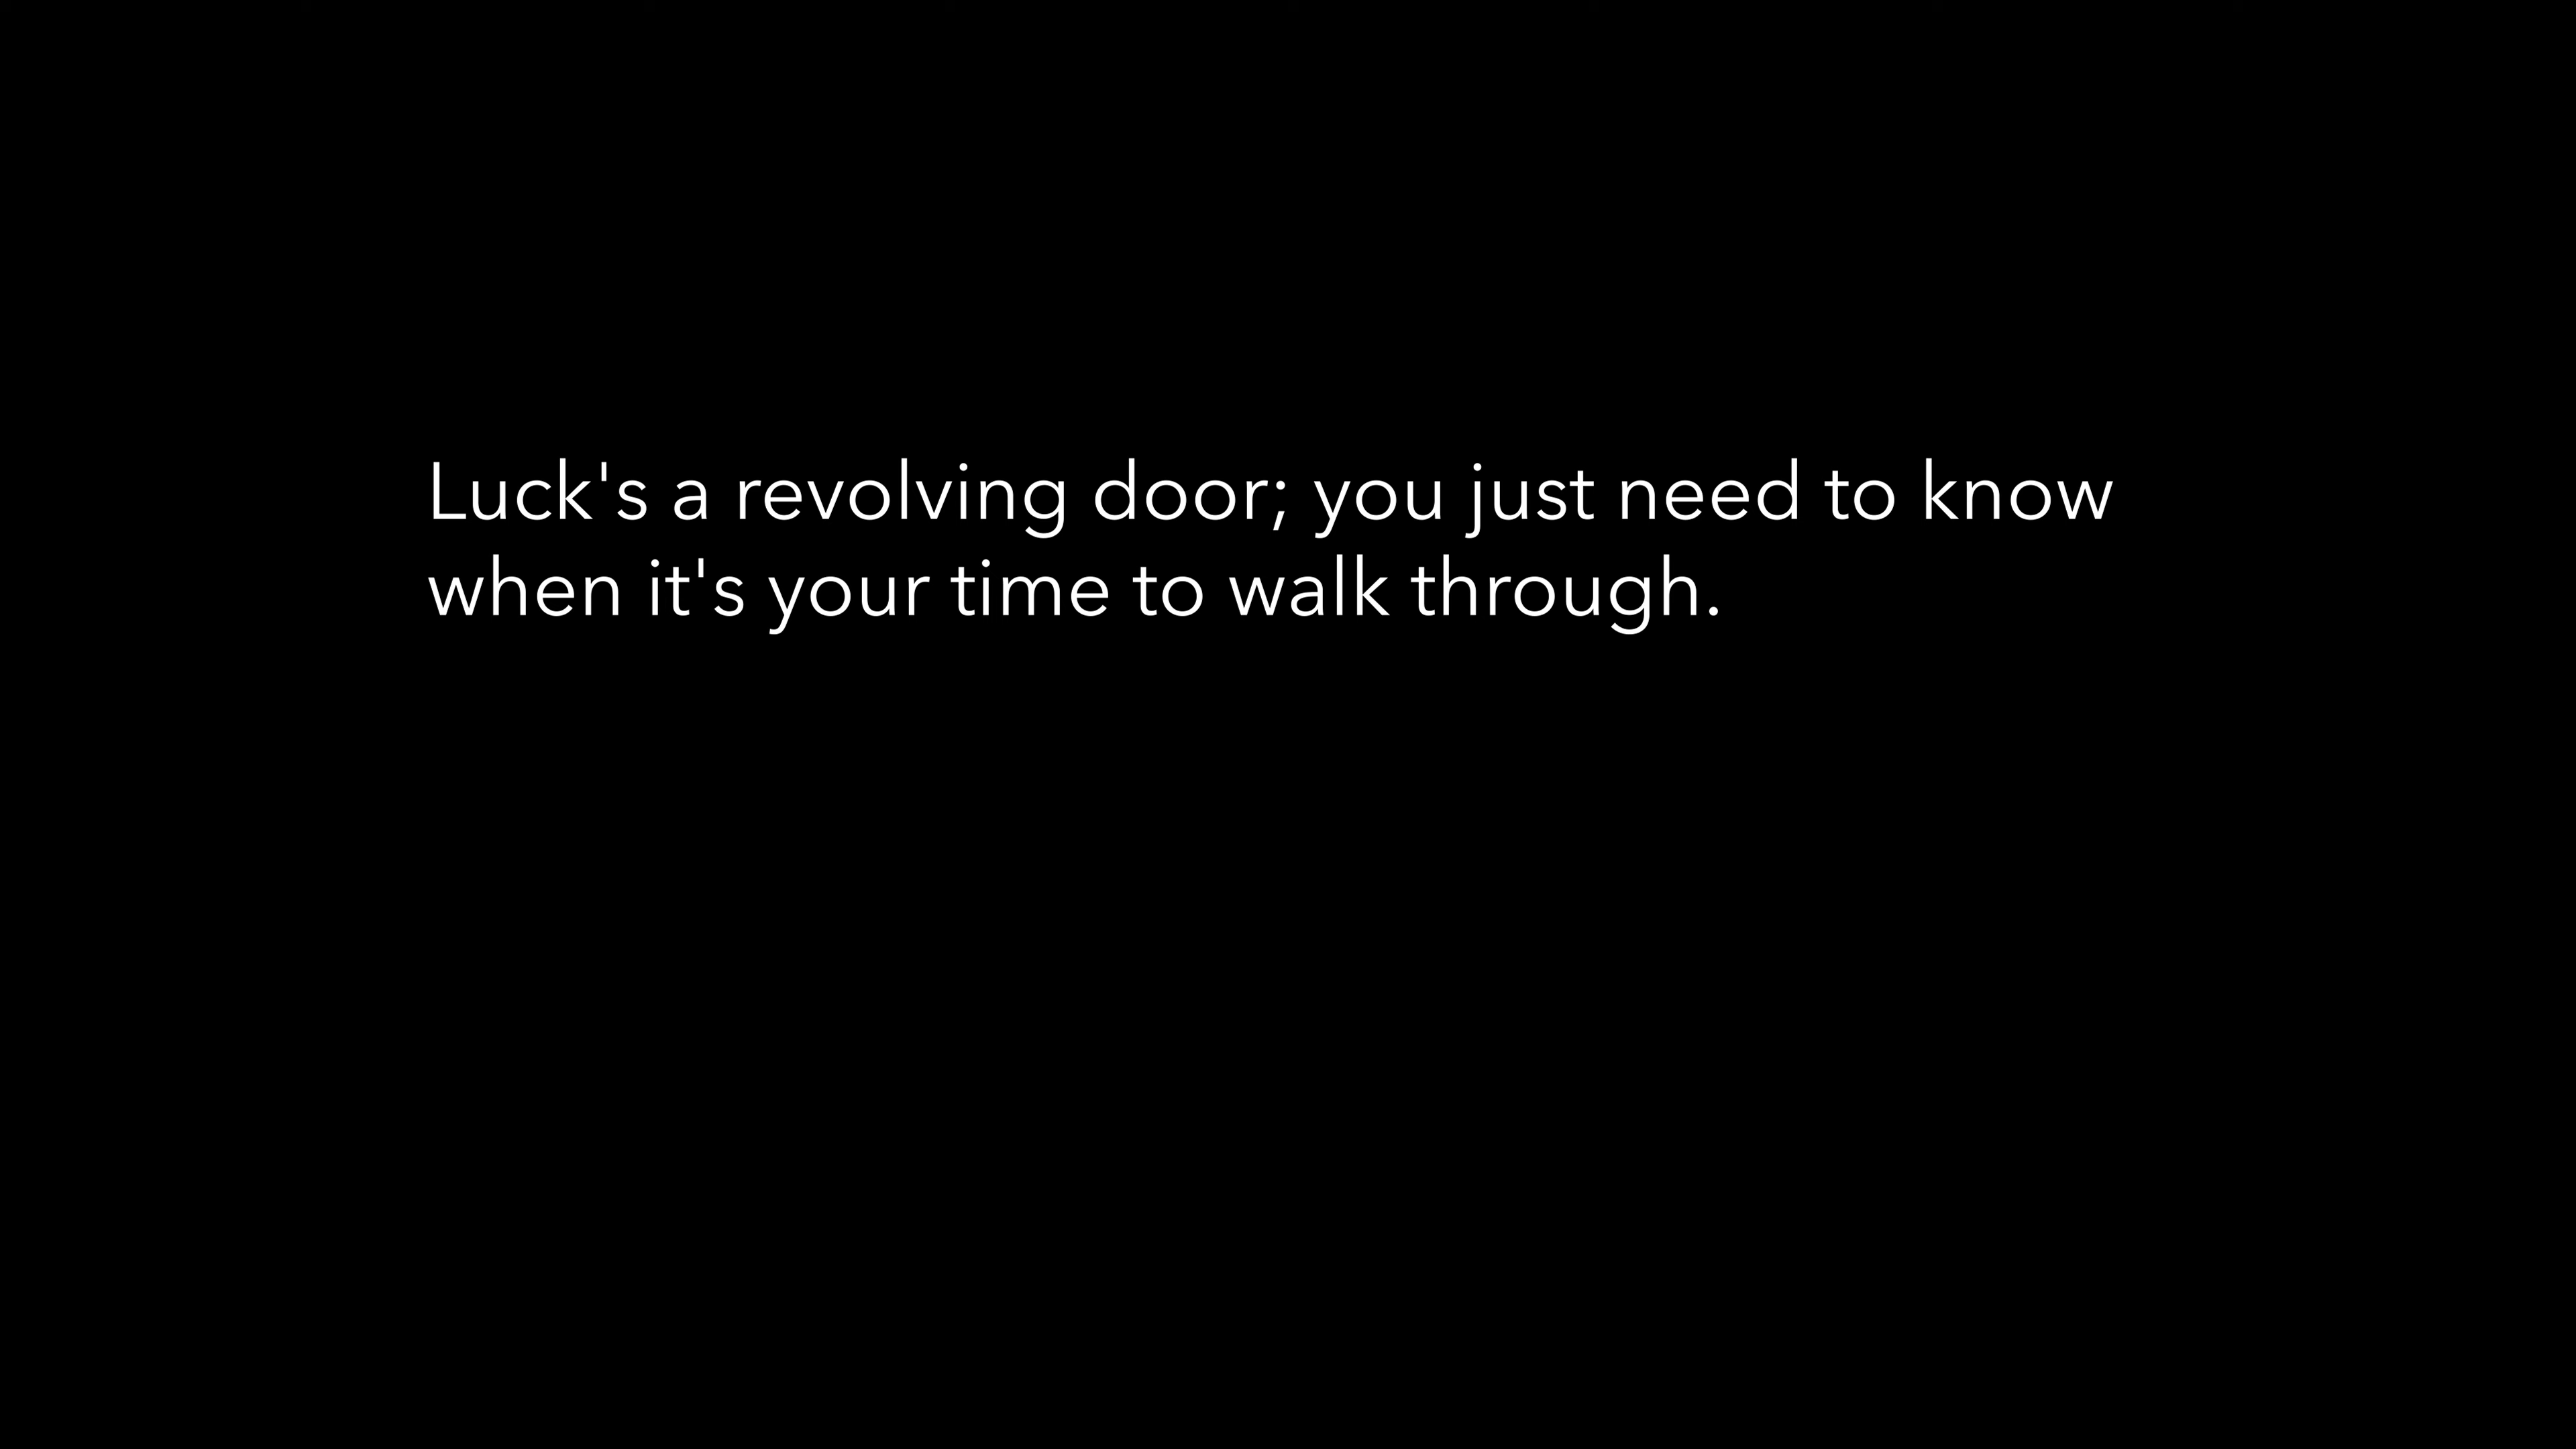 Luck's a revolving door; you just need to know
when it's your time to walk through.